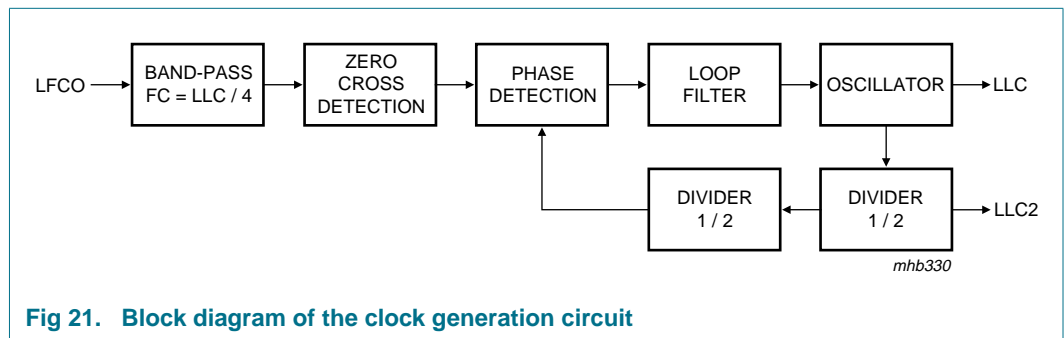 LFCO
BAND-PASS
FC = LLC / 4
ZERO
CROSS
DETECTION
PHASE
DETECTION
LOOP
FILTER
OSCILLATOR
LLC
DIVIDER
1 / 2
DIVIDER
1 / 2
LLC2
mhb330
Fig 21. Block diagram of the clock generation circuit